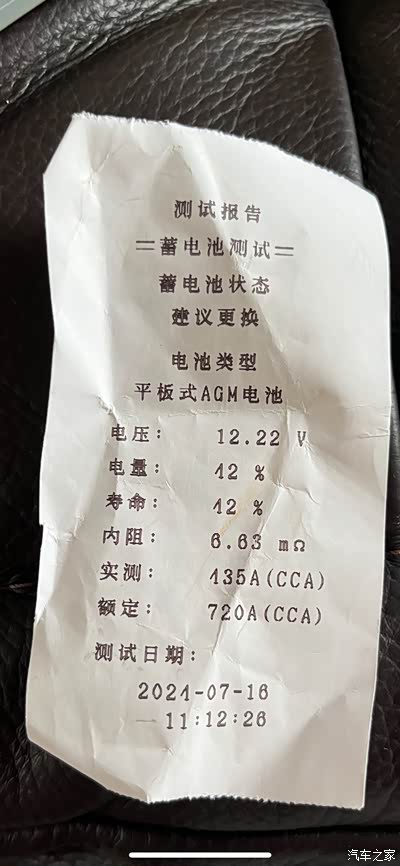 测试报告
=蓄电池测试=
蓄电池状态
建议更换
电池类型
平板式AGM电池
电压: 12.22 V
电量: 12 %
寿命: 12 %
内阻: 6.63 mΩ
实测: 135A(CCA)
额定: 720A(CCA)
测试日期:
2024-07-16
11:12:26
汽车之家